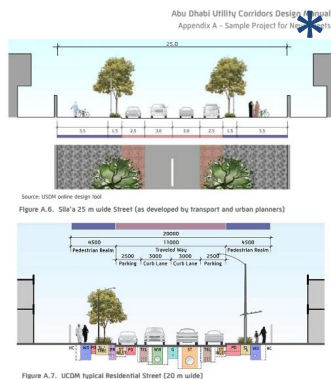 Abu Dhabi Utility Corridors Design Manual
Appendix A – Sample Project for New Streets
25.0
5.5 1.5 2.5 3.0 3.0 2.5 1.5 5.5
Source: USDM online design tool
Figure A.6. Sila'a 25 m wide Street (as developed by transport and urban planners)
20000
4500 11000 4500
Pedestrian Realm Traveled Way Pedestrian Realm
2500 3000 3000 2500
Parking Curb Lane Curb Lane Parking
Figure A.7. UCDM typical Residential Street (20 m wide)